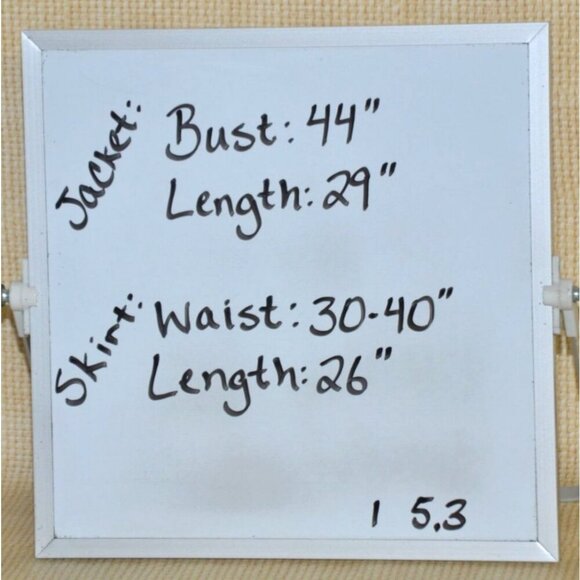 Jacket:
Bust: 44"
Length: 29"
Skirt:
Waist: 30-40"
Length: 26"
1 5.3